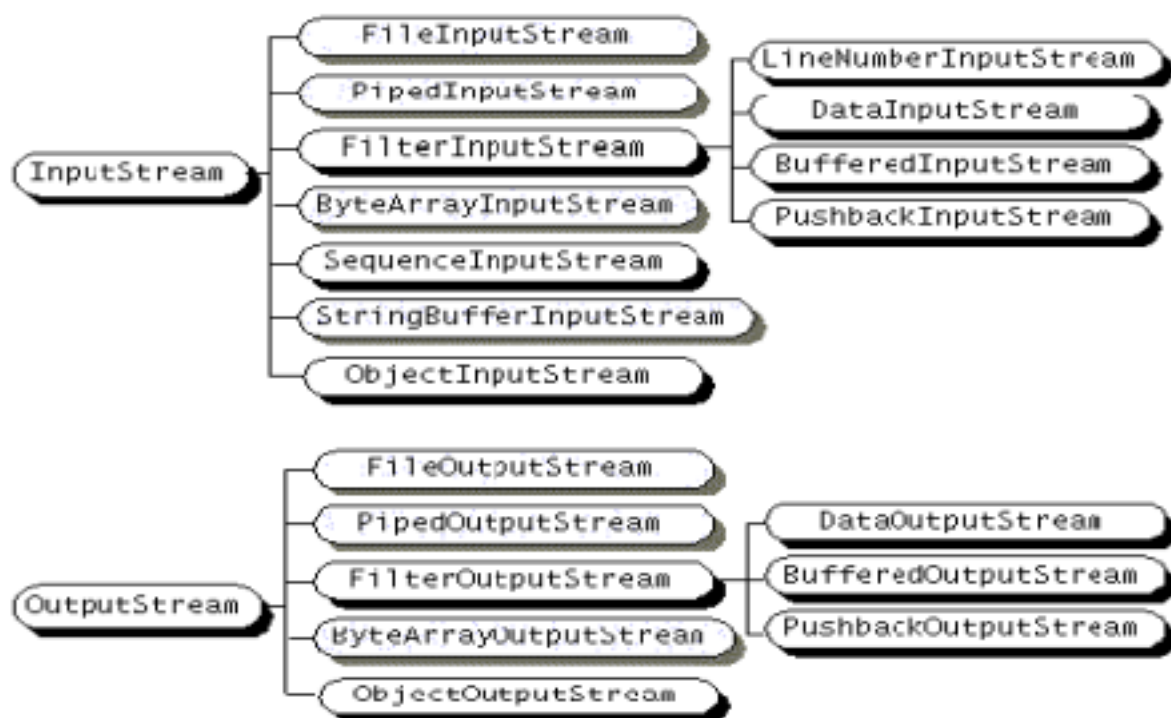 InputStream
FileInputStream
PipedInputStream
FilterInputStream
ByteArrayInputStream
SequenceInputStream
StringBufferInputStream
ObjectInputStream
LineNumberInputStream
DataInputStream
BufferedInputStream
PushbackInputStream
OutputStream
FileOutputStream
PipedOutputStream
FilterOutputStream
ByteArrayOutputStream
ObjectOutputStream
DataOutputStream
BufferedOutputStream
PushbackOutputStream